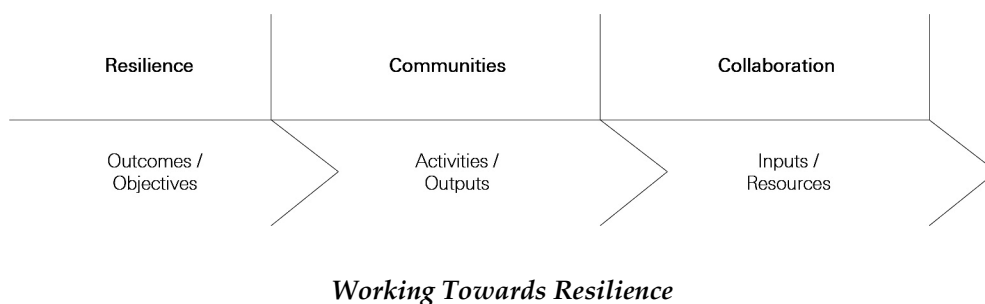 Resilience
Communities
Collaboration
Outcomes /
Objectives
Activities /
Outputs
Inputs /
Resources
Working Towards Resilience